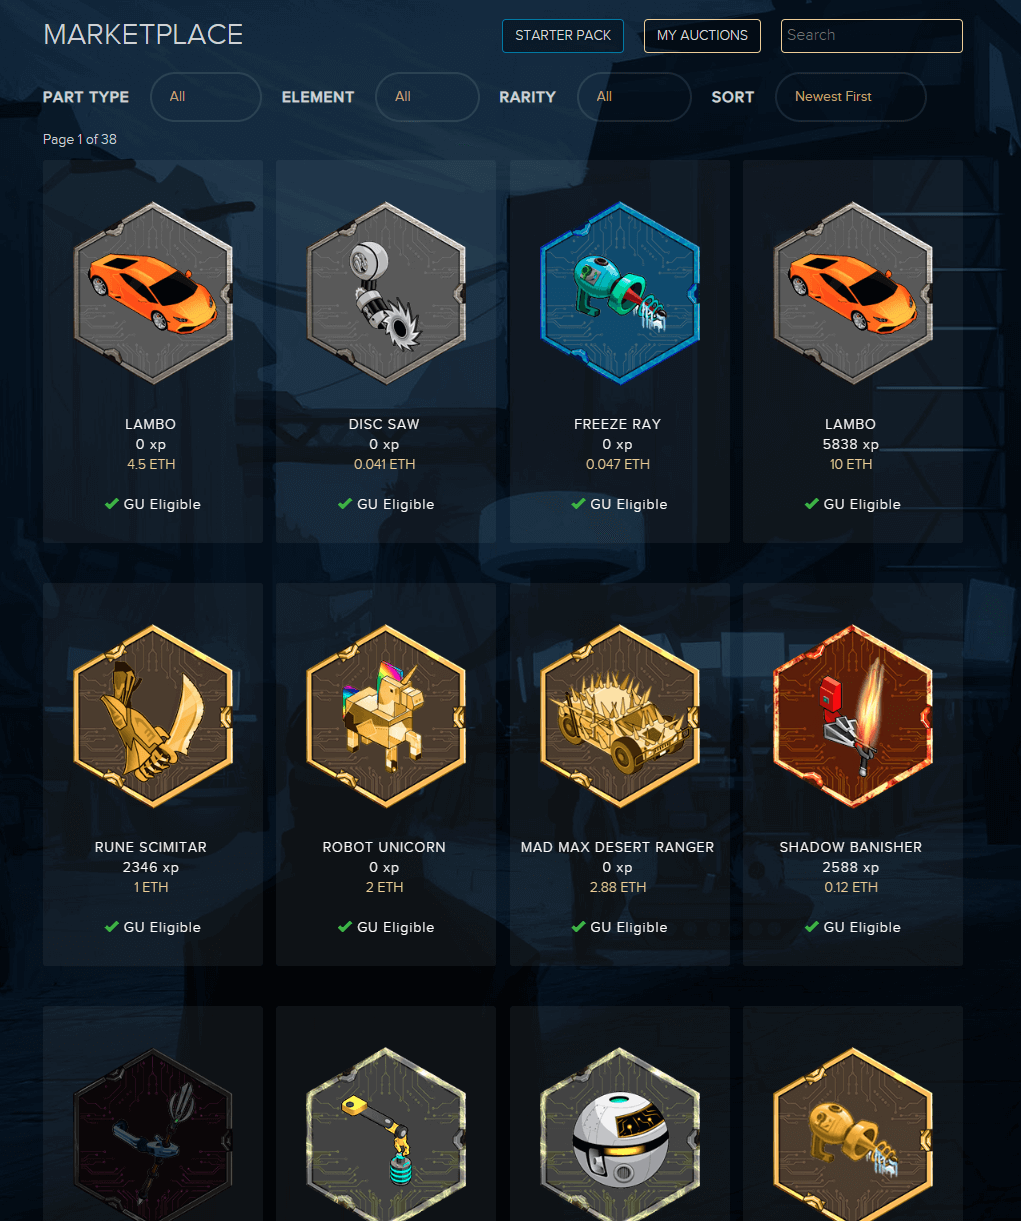 MARKETPLACE
STARTER PACK
MY AUCTIONS
Search
PART TYPE
All
ELEMENT
All
RARITY
All
SORT
Newest First
Page 1 of 38
LAMBO
0 xp
4.5 ETH
GU Eligible
DISC SAW
0 xp
0.041 ETH
GU Eligible
FREEZE RAY
0 xp
0.047 ETH
GU Eligible
LAMBO
5838 xp
10 ETH
GU Eligible
RUNE SCIMITAR
2346 xp
1 ETH
GU Eligible
ROBOT UNICORN
0 xp
2 ETH
GU Eligible
MAD MAX DESERT RANGER
0 xp
2.88 ETH
GU Eligible
SHADOW BANISHER
2588 xp
0.12 ETH
GU Eligible